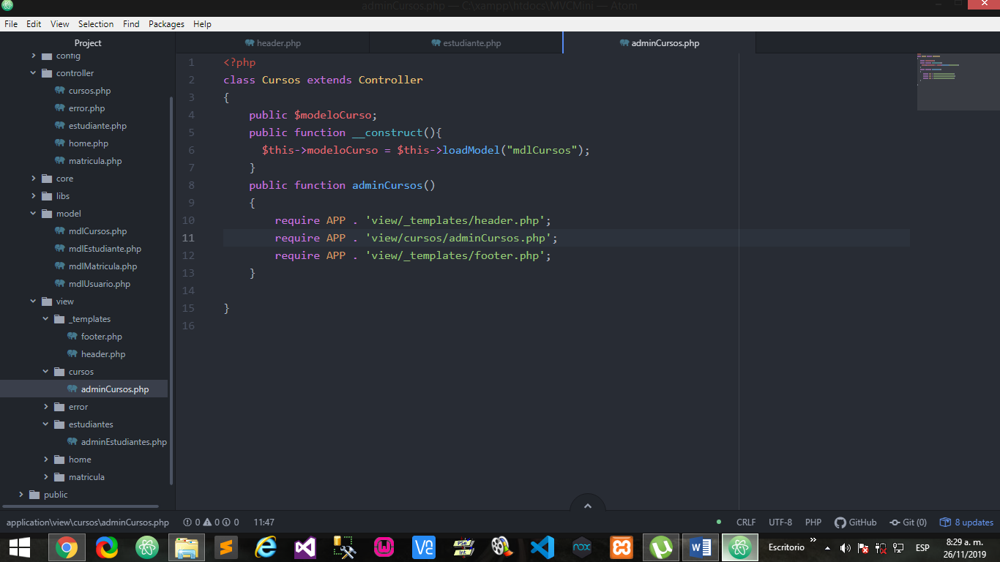 adminCursos.php — C:\xampp\htdocs\MVCMini — Atom
File Edit View Selection Find Packages Help
Project
config
controller
cursos.php
error.php
estudiante.php
home.php
matricula.php
core
libs
model
mdlCursos.php
mdlEstudiante.php
mdlMatricula.php
mdlUsuario.php
view
_templates
footer.php
header.php
cursos
adminCursos.php
error
estudiantes
adminEstudiantes.php
home
matricula
public
header.php estudiante.php adminCursos.php
1 <?php
2 class Cursos extends Controller
3 {
4 public $modeloCurso;
5 public function __construct(){
6 $this->modeloCurso = $this->loadModel("mdlCursos");
7 }
8 public function adminCursos()
9 {
10 require APP . 'view/_templates/header.php';
11 require APP . 'view/cursos/adminCursos.php';
12 require APP . 'view/_templates/footer.php';
13 }
14
15 }
16
application\view\cursos\adminCursos.php 0 0 0 11:47 CRLF UTF-8 PHP GitHub Git (0) 8 updates
Escritorio ESP 8:29 a. m.
26/11/2019